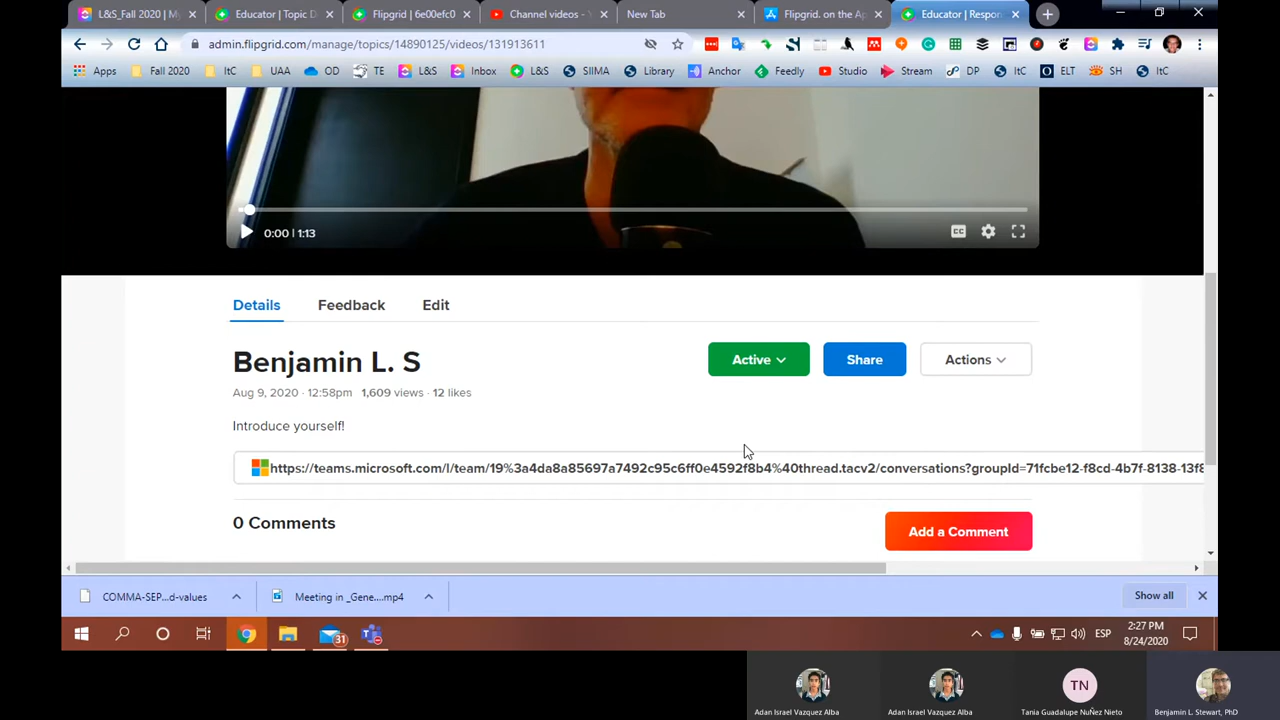 L&S_Fall 2020 | M
Educator | Topic D
Flipgrid | 6e00efc0
Channel videos - Y
New Tab
Flipgrid. on the Ap
Educator | Respon
admin.flipgrid.com/manage/topics/14890125/videos/131913611
Apps Fall 2020 ItC UAA OD TE L&S Inbox L&S SIIMA Library Anchor Feedly Studio Stream DP ItC ELT SH ItC
0:00 | 1:13
CC
Details Feedback Edit
Benjamin L. S
Active Share Actions
Aug 9, 2020 · 12:58pm 1,609 views · 12 likes
Introduce yourself!
https://teams.microsoft.com/l/team/19%3a4da8a85697a7492c95c6ff0e4592f8b4%40thread.tacv2/conversations?groupId=71fcbe12-f8cd-4b7f-8138-13f8
0 Comments
Add a Comment
COMMA-SEP...d-values
Meeting in _Gene....mp4
Show all
31
ESP
2:27 PM
8/24/2020
TN
Adan Israel Vazquez Alba
Adan Israel Vazquez Alba
Tania Guadalupe Nuñez Nieto
Benjamin L. Stewart, PhD